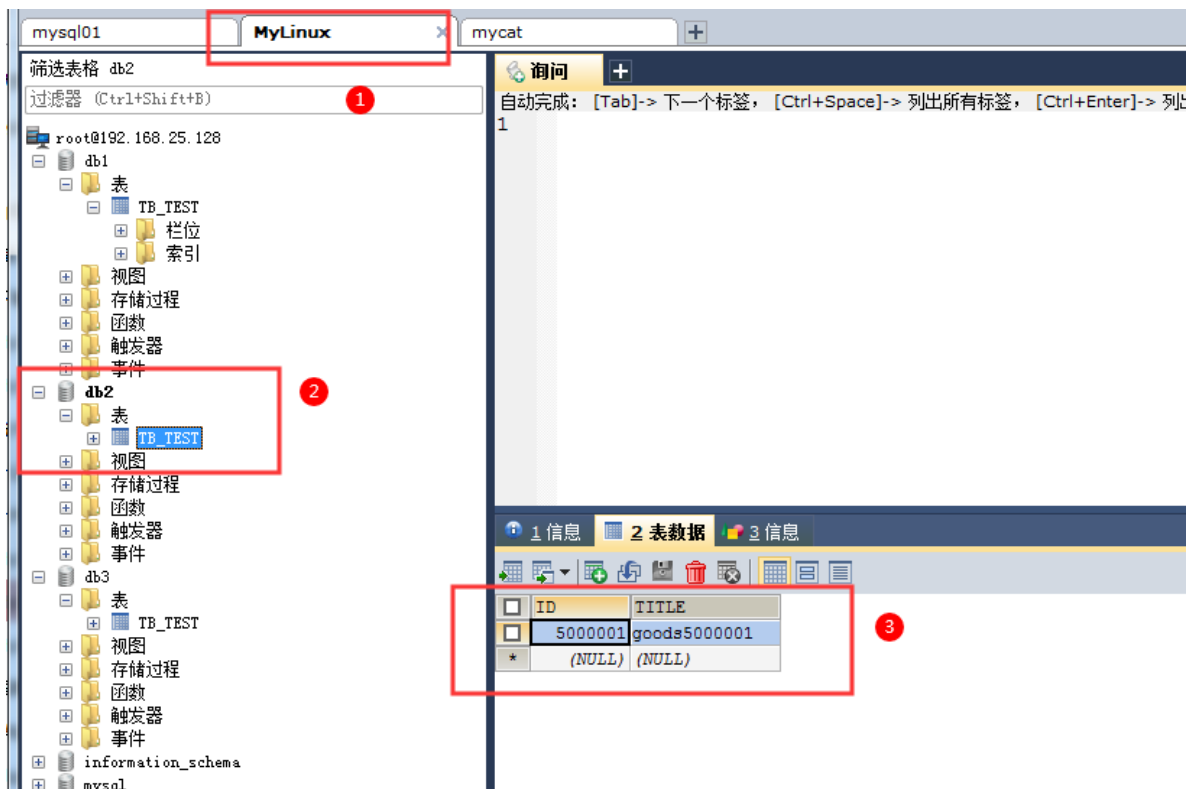 mysql01
MyLinux
mycat
筛选表格 db2
过滤器 (Ctrl+Shift+B)
1
root@192.168.25.128
db1
表
TB_TEST
栏位
索引
视图
存储过程
函数
触发器
事件
db2
2
表
TB_TEST
视图
存储过程
函数
触发器
事件
db3
表
TB_TEST
视图
存储过程
函数
触发器
事件
information_schema
mysql
询问
自动完成: [Tab]-> 下一个标签, [Ctrl+Space]-> 列出所有标签, [Ctrl+Enter]-> 列
1
1 信息
2 表数据
3 信息
ID TITLE
5000001 goods5000001
* (NULL) (NULL)
3